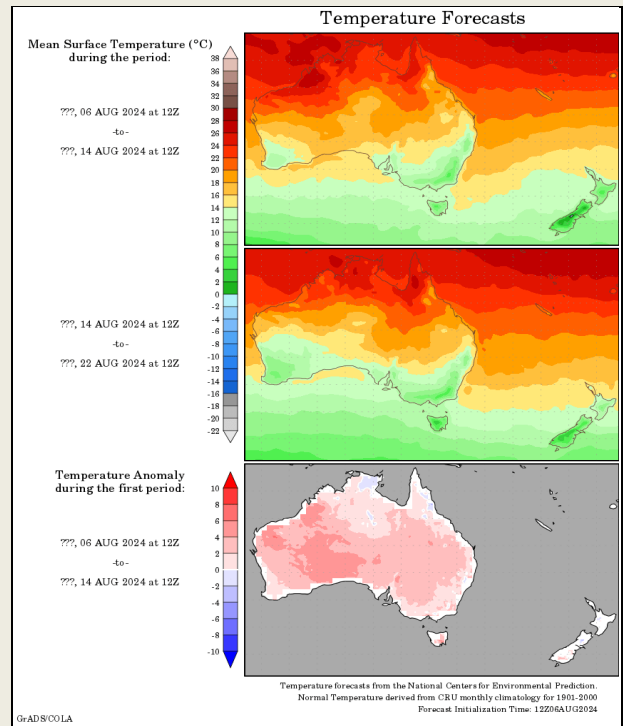 Temperature Forecasts
Mean Surface Temperature (°C)
during the period:
38
36
34
32
30
28
26
24
22
20
18
16
14
12
10
8
6
4
2
0
-2
-4
-6
-8
-10
-12
-14
-16
-18
-20
-22
???, 06 AUG 2024 at 12Z
-to-
???, 14 AUG 2024 at 12Z
???, 14 AUG 2024 at 12Z
-to-
???, 22 AUG 2024 at 12Z
Temperature Anomaly
during the first period:
10
8
6
4
2
0
-2
-4
-6
-8
-10
???, 06 AUG 2024 at 12Z
-to-
???, 14 AUG 2024 at 12Z
Temperature forecasts from the National Centers for Environmental Prediction.
Normal Temperature derived from CRU monthly climatology for 1901-2000
Forecast Initialization Time: 12Z06AUG2024
GrADS/COLA